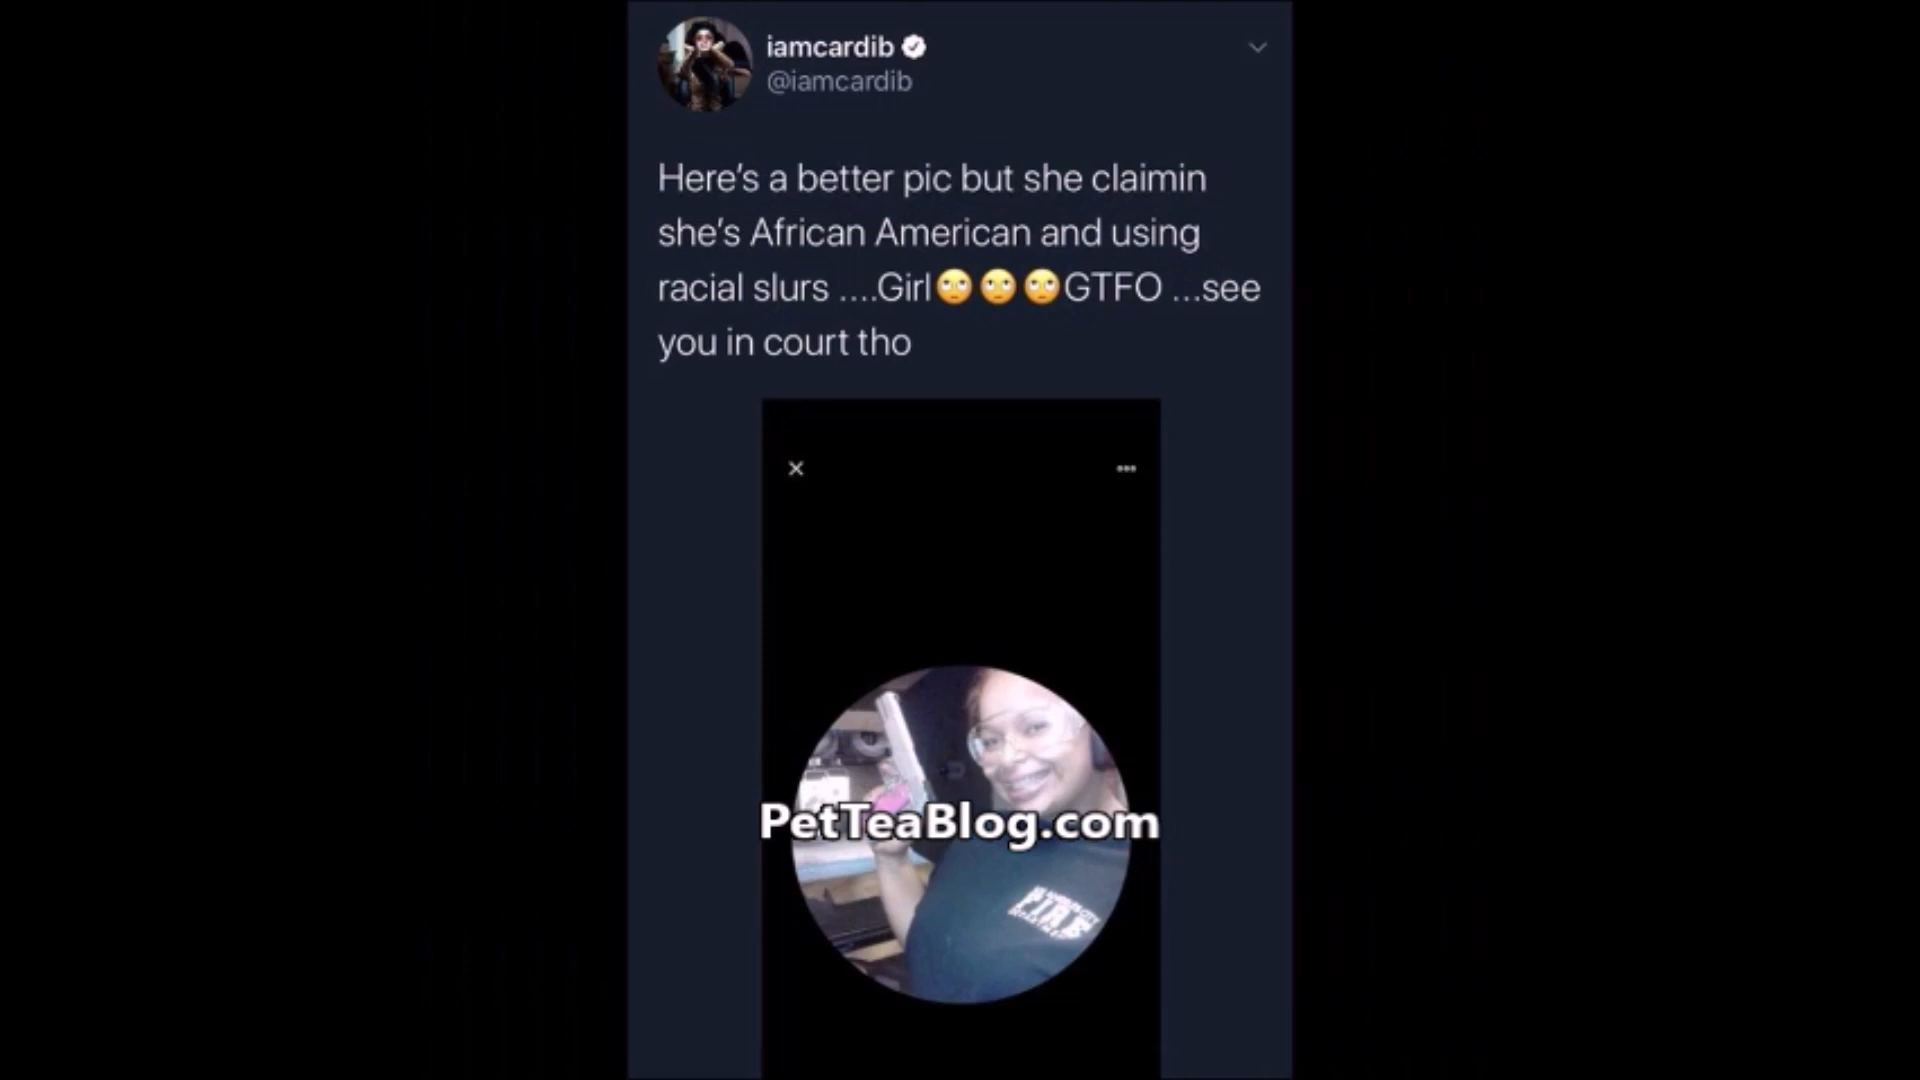 iamcardib
@iamcardib
Here's a better pic but she claimin
she's African American and using
racial slurs ....Girl🙄🙄🙄GTFO ...see
you in court tho
PetTeaBlog.com
FIRE